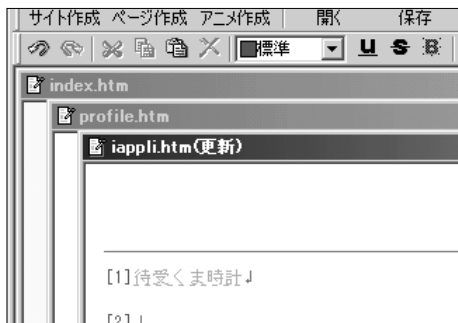 サイト作成 ページ作成 アニメ作成 開く 保存
標準 U S B
index.htm
profile.htm
iappli.htm(更新)
[1]待受くま時計↲
[2]↲